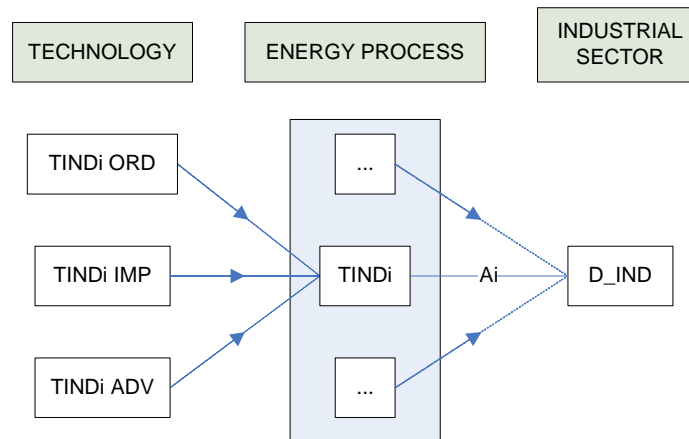 TECHNOLOGY
ENERGY PROCESS
INDUSTRIAL
SECTOR
TINDi ORD
...
TINDi IMP
TINDi
Ai
D_IND
TINDi ADV
...